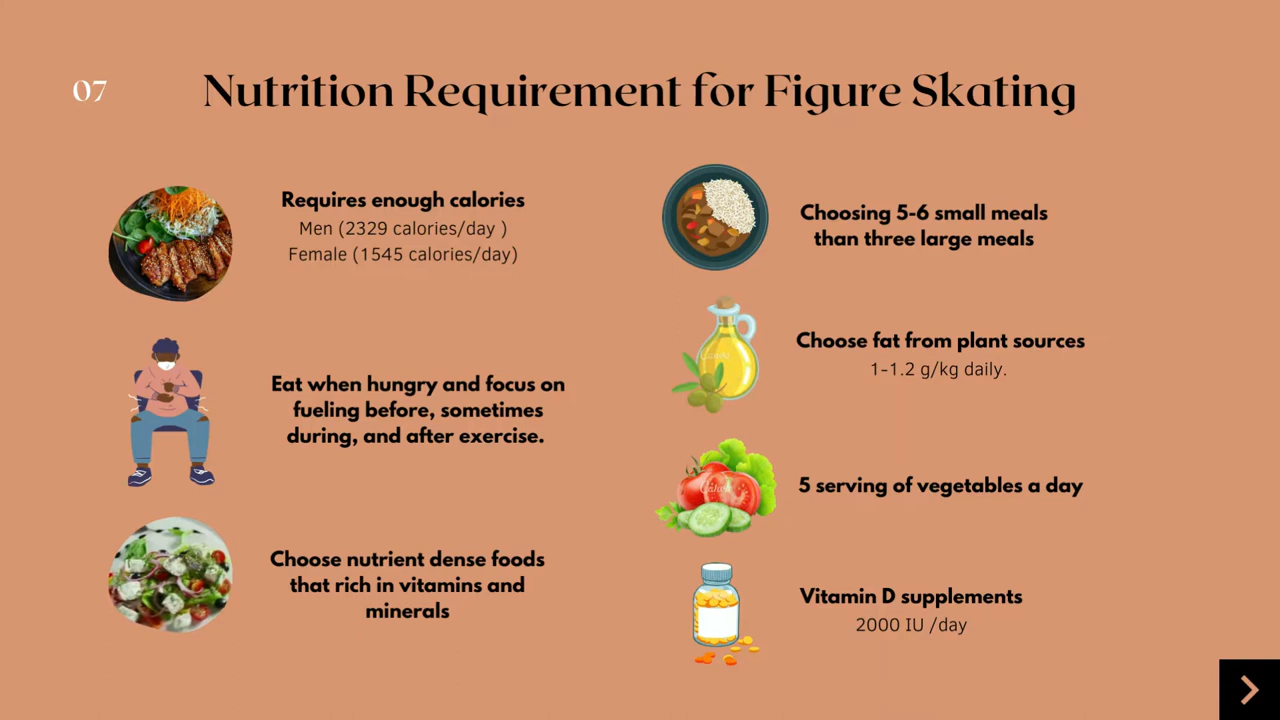 07
Nutrition Requirement for Figure Skating
Requires enough calories
Men (2329 calories/day )
Female (1545 calories/day)
Eat when hungry and focus on
fueling before, sometimes
during, and after exercise.
Choose nutrient dense foods
that rich in vitamins and
minerals
Choosing 5-6 small meals
than three large meals
Canva
Choose fat from plant sources
1-1.2 g/kg daily.
Canva
5 serving of vegetables a day
Vitamin D supplements
2000 IU /day